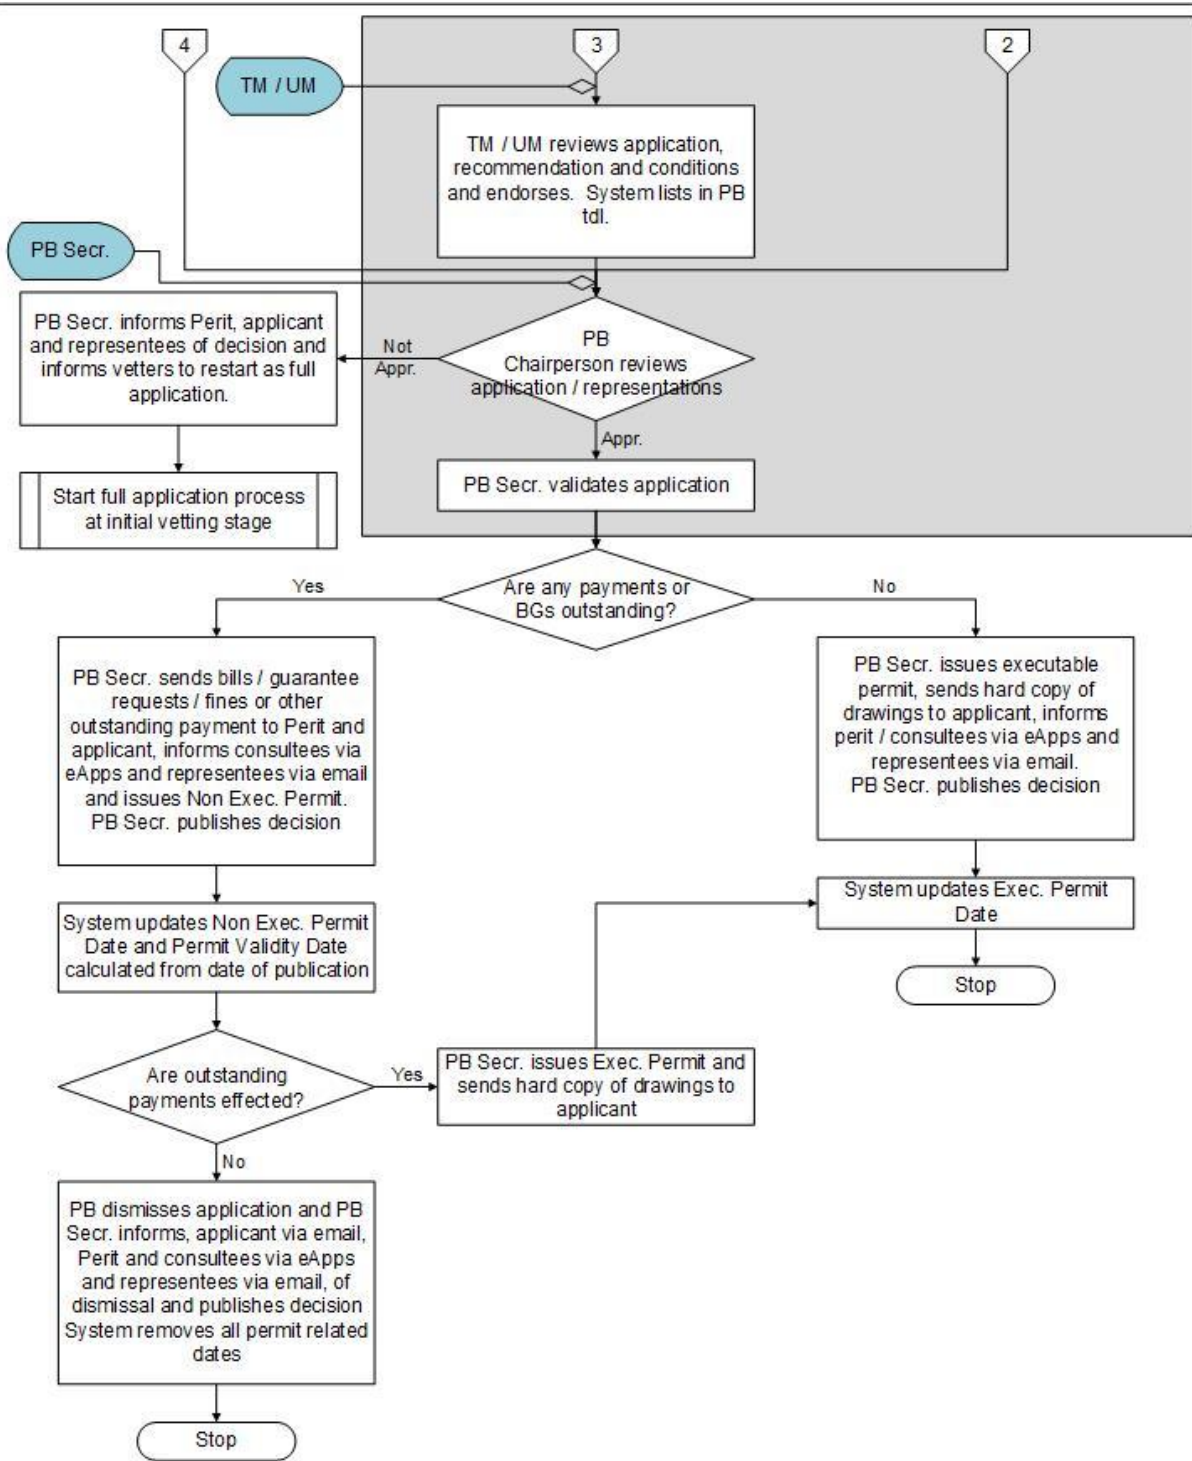 4
3
2
TM / UM
TM / UM reviews application,
recommendation and conditions
and endorses. System lists in PB
tdl.
PB Secr.
PB Secr. informs Perit, applicant
and representees of decision and
informs vetters to restart as full
application.
Not
Appr.
PB
Chairperson reviews
application / representations
Appr.
Start full application process
at initial vetting stage
PB Secr. validates application
Yes
Are any payments or
BGs outstanding?
No
PB Secr. sends bills / guarantee
requests / fines or other
outstanding payment to Perit and
applicant, informs consultees via
eApps and representees via email
and issues Non Exec. Permit.
PB Secr. publishes decision
PB Secr. issues executable
permit, sends hard copy of
drawings to applicant, informs
perit / consultees via eApps and
representees via email.
PB Secr. publishes decision
System updates Non Exec. Permit
Date and Permit Validity Date
calculated from date of publication
System updates Exec. Permit
Date
Stop
Are outstanding
payments effected?
Yes
PB Secr. issues Exec. Permit and
sends hard copy of drawings to
applicant
No
PB dismisses application and PB
Secr. informs, applicant via email,
Perit and consultees via eApps
and representees via email, of
dismissal and publishes decision
System removes all permit related
dates
Stop